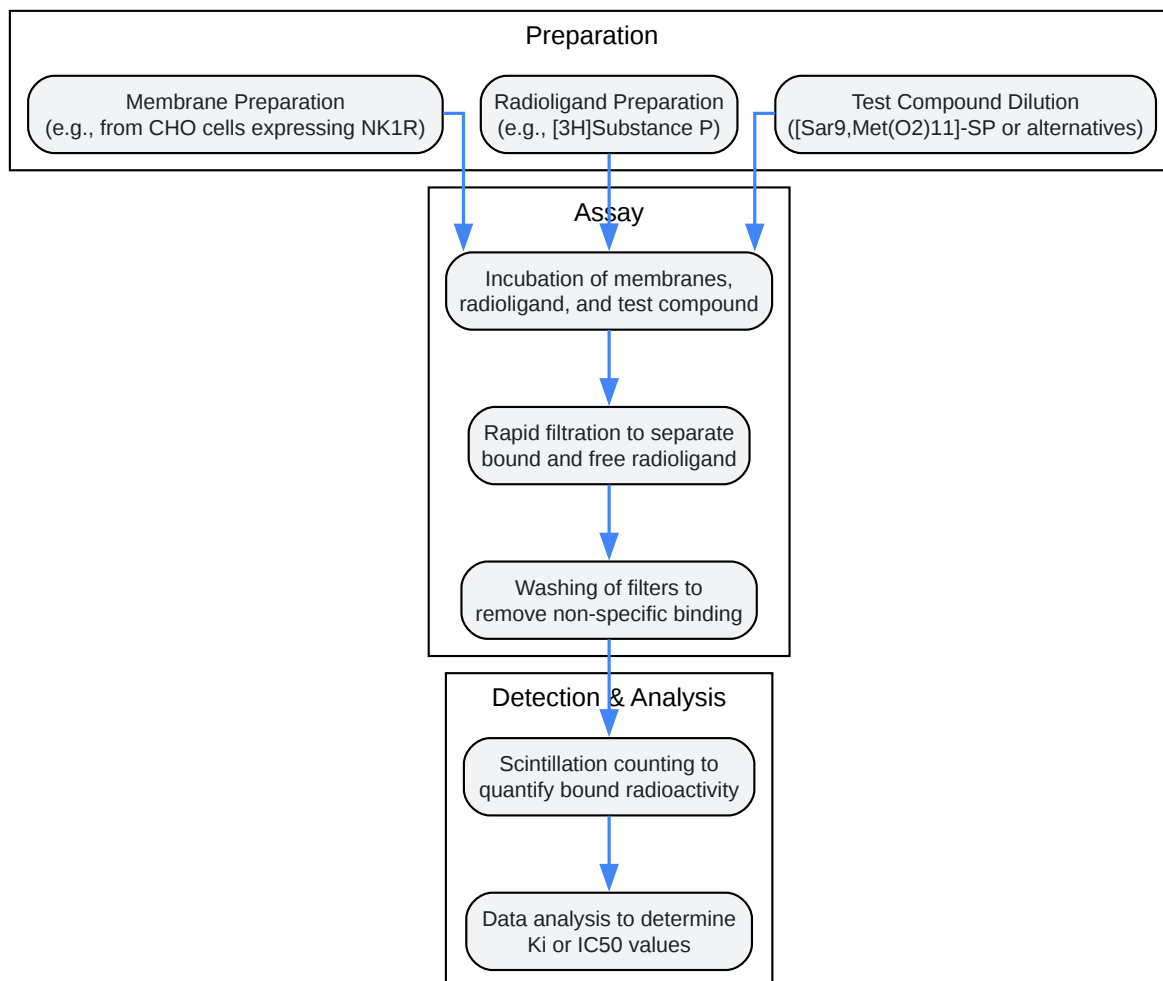 Preparation
Membrane Preparation
(e.g., from CHO cells expressing NK1R)
Radioligand Preparation
(e.g., [3H]Substance P)
Test Compound Dilution
([Sar9,Met(O2)11]-SP or alternatives)
Assay
Incubation of membranes,
radioligand, and test compound
Rapid filtration to separate
bound and free radioligand
Washing of filters to
remove non-specific binding
Detection & Analysis
Scintillation counting to
quantify bound radioactivity
Data analysis to determine
Ki or IC50 values